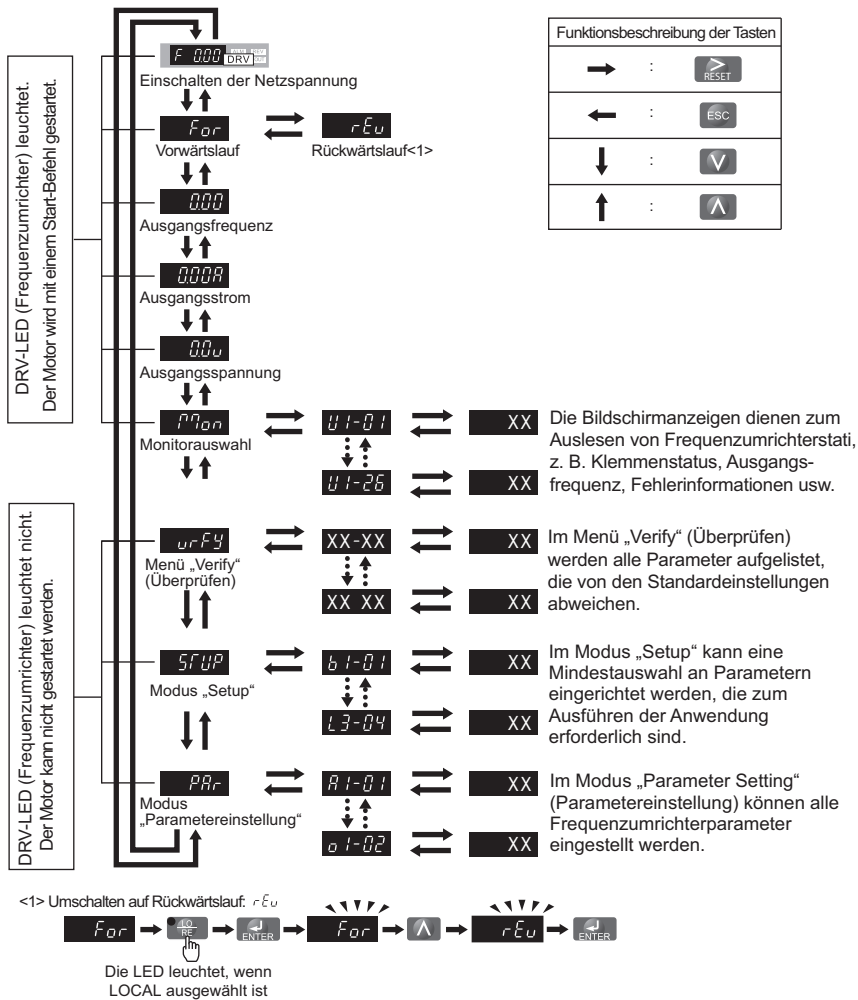 DRV-LED (Frequenzumrichter) leuchtet.
Der Motor wird mit einem Start-Befehl gestartet.
F 0.00
DRV
Einschalten der Netzspannung
For
Vorwärtslauf
rEv
Rückwärtslauf<1>
0.00
Ausgangsfrequenz
0.00A
Ausgangsstrom
0.0v
Ausgangsspannung
Mon
Monitorauswahl
U1-01
XX
U1-26
XX
Die Bildschirmanzeigen dienen zum
Auslesen von Frequenzumrichterstati,
z. B. Klemmenstatus, Ausgangs-
frequenz, Fehlerinformationen usw.
Funktionsbeschreibung der Tasten
→ : > RESET
← : ESC
↓ : V
↑ : Λ
DRV-LED (Frequenzumrichter) leuchtet nicht.
Der Motor kann nicht gestartet werden.
vrFY
Menü „Verify“
(Überprüfen)
XX-XX
XX
XX XX
XX
Im Menü „Verify“ (Überprüfen)
werden alle Parameter aufgelistet,
die von den Standardeinstellungen
abweichen.
STUP
Modus „Setup“
b1-01
XX
L3-04
XX
Im Modus „Setup“ kann eine
Mindestauswahl an Parametern
eingerichtet werden, die zum
Ausführen der Anwendung
erforderlich sind.
PAr
Modus
„Parametereinstellung“
A1-01
XX
o1-02
XX
Im Modus „Parameter Setting“
(Parametereinstellung) können alle
Frequenzumrichterparameter
eingestellt werden.
<1> Umschalten auf Rückwärtslauf: rEv
For → LO RE → ENTER → For → Λ → rEv → ENTER
Die LED leuchtet, wenn
LOCAL ausgewählt ist